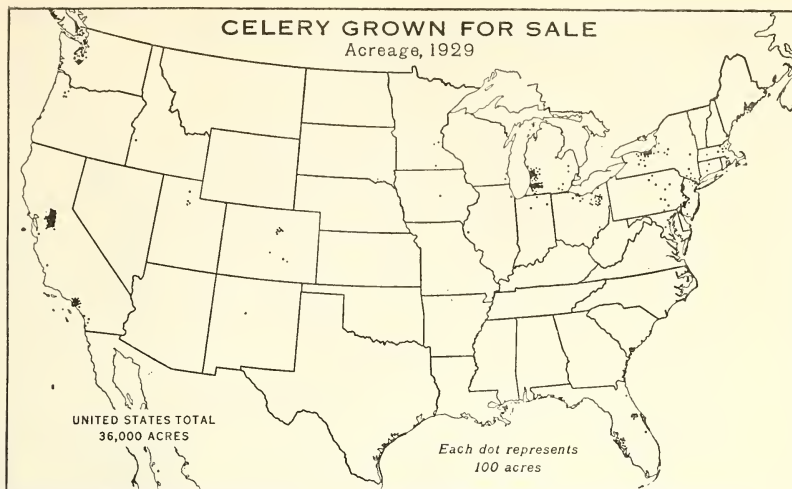 CELERY GROWN FOR SALE
Acreage, 1929
UNITED STATES TOTAL
36,000 ACRES
Each dot represents
100 acres